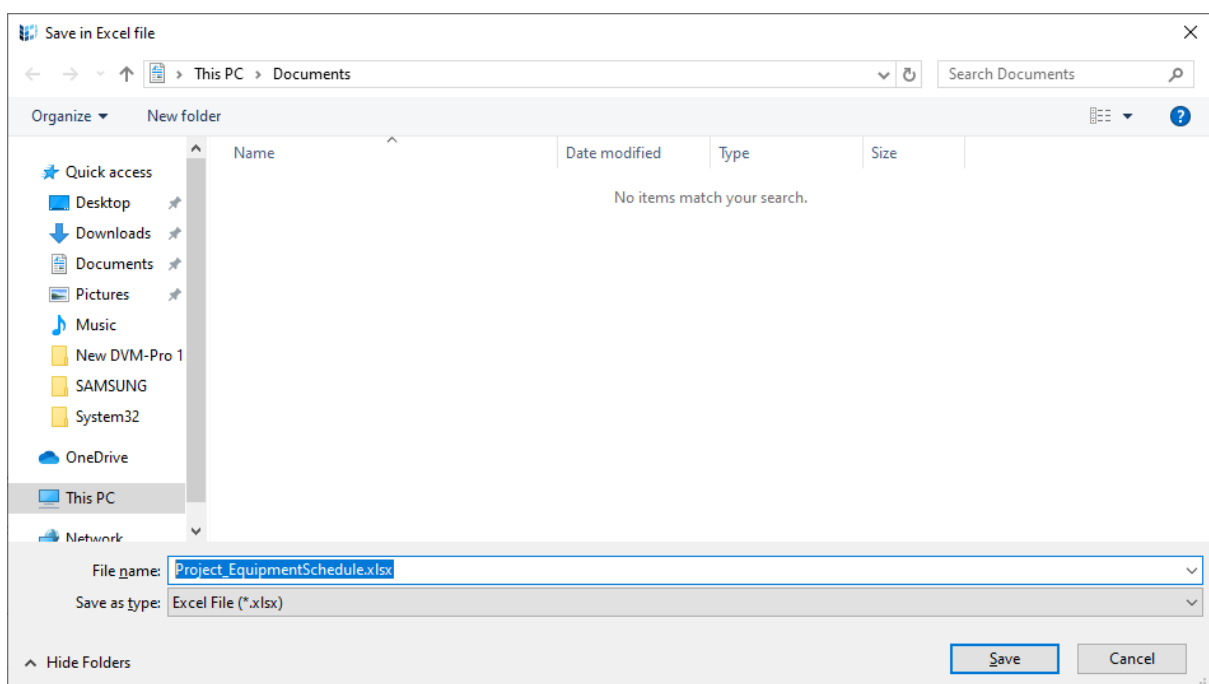 Save in Excel file
This PC > Documents
Search Documents
Organize
New folder
Name
Date modified
Type
Size
No items match your search.
Quick access
Desktop
Downloads
Documents
Pictures
Music
New DVM-Pro 1
SAMSUNG
System32
OneDrive
This PC
Network
File name: Project_EquipmentSchedule.xlsx
Save as type: Excel File (*.xlsx)
Hide Folders
Save
Cancel